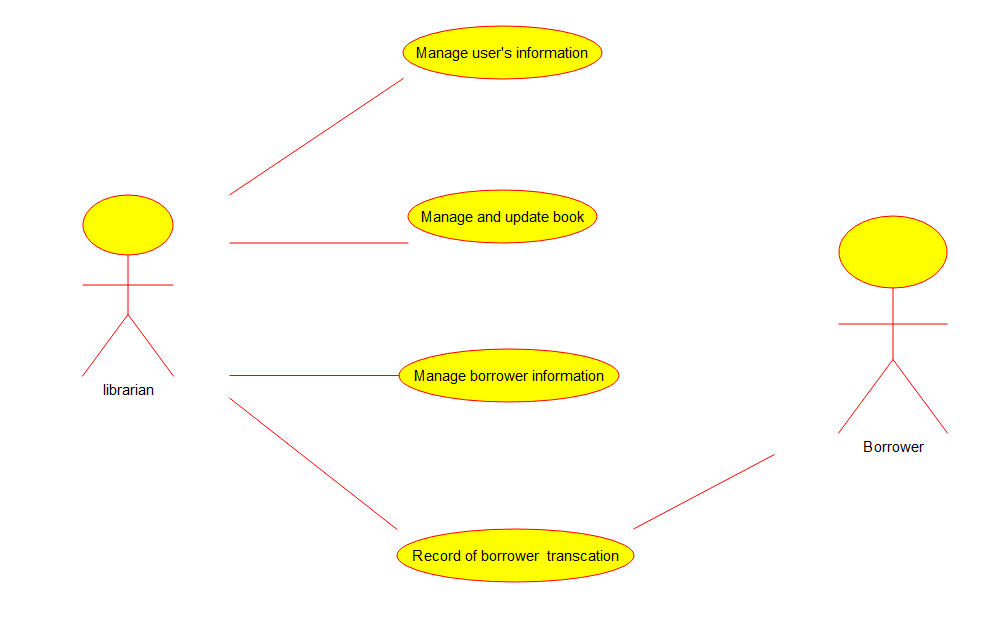 Manage user's information
Manage and update book
Manage borrower information
librarian
Borrower
Record of borrower  transcation